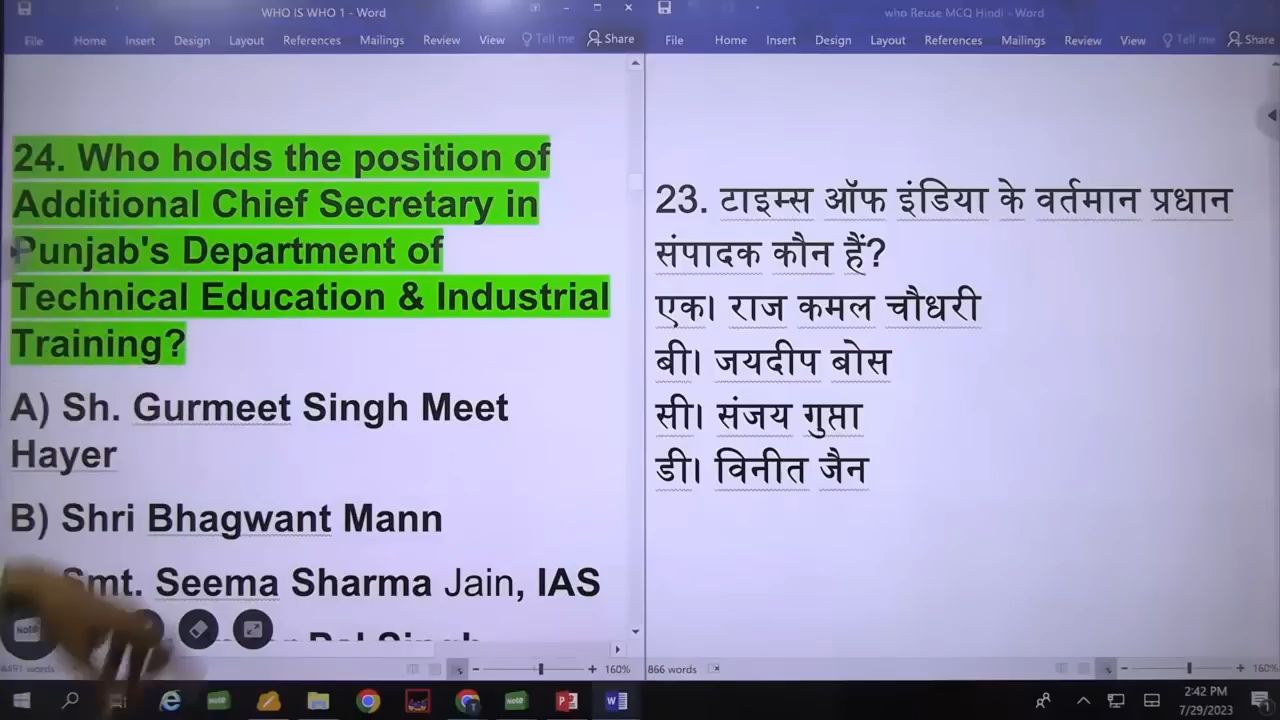 WHO IS WHO 1 - Word
who Reuse MCQ Hindi - Word
File Home Insert Design Layout References Mailings Review View Tell me Share
File Home Insert Design Layout References Mailings Review View Tell me Share
24. Who holds the position of
Additional Chief Secretary in
Punjab's Department of
Technical Education & Industrial
Training?
A) Sh. Gurmeet Singh Meet
Hayer
B) Shri Bhagwant Mann
Smt. Seema Sharma Jain, IAS
Pal Singh
23. टाइम्स ऑफ इंडिया के वर्तमान प्रधान
संपादक कौन हैं?
एक। राज कमल चौधरी
बी। जयदीप बोस
सी। संजय गुप्ता
डी। विनीत जैन
words
160%
866 words
160%
2:42 PM
7/29/2023